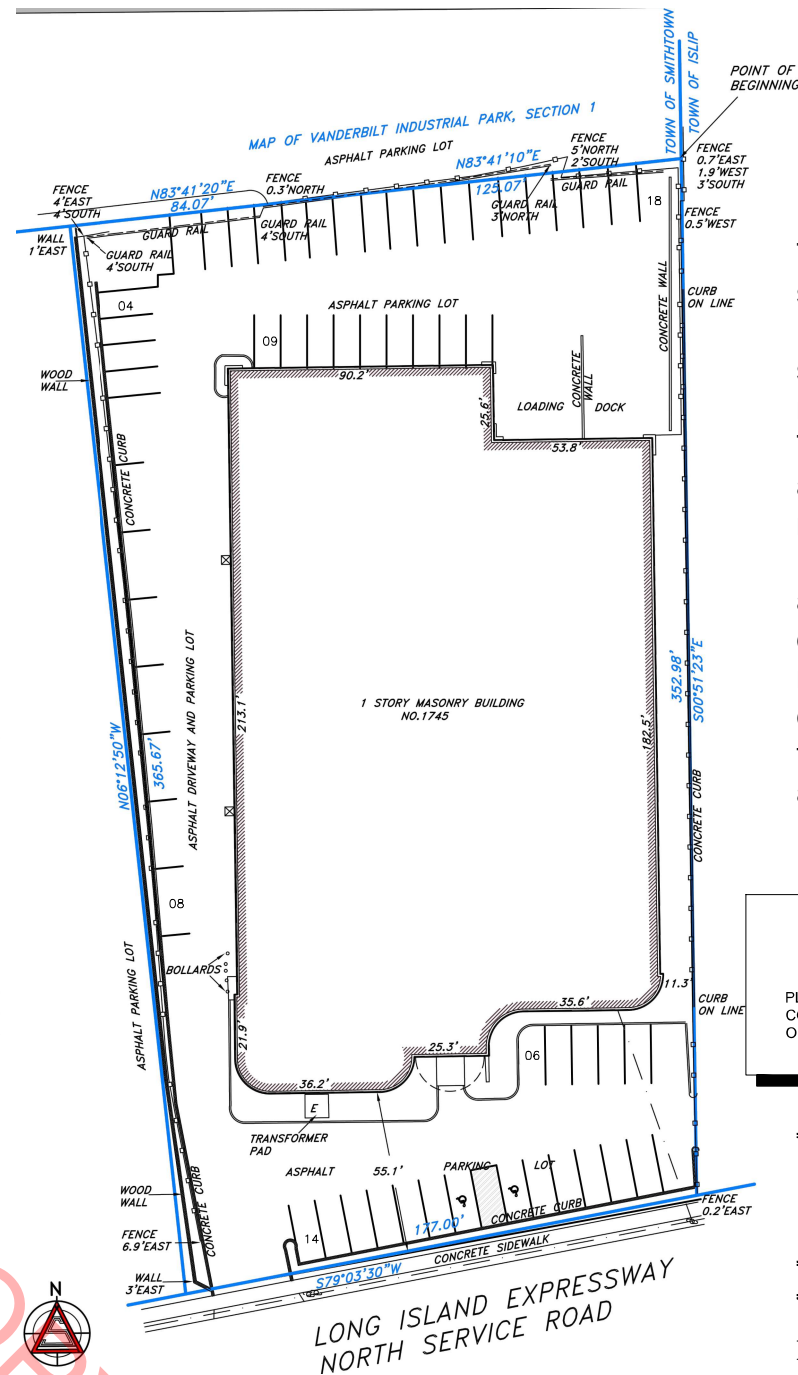 TOWN OF SMITHTOWN
TOWN OF ISLIP
POINT OF
BEGINNING
MAP OF VANDERBILT INDUSTRIAL PARK, SECTION 1
ASPHALT PARKING LOT
N83°41'10"E
125.07'
FENCE
5'NORTH
2'SOUTH
FENCE
0.7'EAST
1.9'WEST
3'SOUTH
FENCE
4'EAST
4'SOUTH
N83°41'20"E
84.07'
FENCE
0.3'NORTH
GUARD RAIL
GUARD RAIL
3'NORTH
18
FENCE
0.5'WEST
WALL
1'EAST
GUARD RAIL
GUARD RAIL
4'SOUTH
GUARD RAIL
4'SOUTH
04
ASPHALT PARKING LOT
CONCRETE WALL
CURB
ON LINE
09
90.2'
25.6'
CONCRETE
WALL
LOADING DOCK
53.8'
WOOD
WALL
CONCRETE CURB
ASPHALT DRIVEWAY AND PARKING LOT
213.1'
1 STORY MASONRY BUILDING
NO.1745
182.5'
352.98'
S00°51'23"E
N06°12'50"W
365.67'
CONCRETE CURB
08
BOLLARDS
ASPHALT PARKING LOT
11.3'
CURB
ON LINE
35.6'
21.9'
25.3'
06
36.2'
E
TRANSFORMER
PAD
ASPHALT 55.1' PARKING LOT
WOOD
WALL
CONCRETE CURB
FENCE
6.9'EAST
14
177.00'
CONCRETE CURB
FENCE
0.2'EAST
WALL
3'EAST
S79°03'30"W
CONCRETE SIDEWALK
LONG ISLAND EXPRESSWAY
NORTH SERVICE ROAD
N